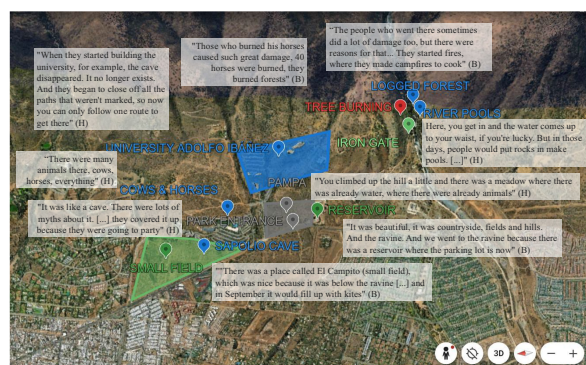 "When they started building the
university, for example, the cave
disappeared. It no longer exists.
And they began to close off all the
paths that weren't marked, so now
you can only follow one route to
get there" (H)
"Those who burned his horses
caused such great damage, 40
horses were burned, they
burned forests" (B)
"The people who went there sometimes
did a lot of damage too, but there were
reasons for that... They started fires,
where they made campfires to cook" (B)
LOGGED FOREST
TREE BURNING
RIVER POOLS
Here, you get in and the water comes up
to your waist, if you're lucky. But in those
days, people would put rocks in make
pools. [...]" (H)
IRON GATE
UNIVERSITY ADOLFO IBAÑEZ
"There were many
animals there, cows,
horses, everything" (H)
PAMPA
"You climbed up the hill a little and there was a meadow where there
was already water, where there were already animals" (H)
COWS & HORSES
"It was like a cave. There were lots of
myths about it. [...] they covered it up
because they were going to party" (H)
PARK ENTRANCE
RESERVOIR
"It was beautiful, it was countryside, fields and hills.
And the ravine. And we went to the ravine because there
was a reservoir where the parking lot is now" (B)
SAPOLIO CAVE
SMALL FIELD
"There was a place called El Campito (small field),
which was nice because it was below the ravine [...] and
in September it would fill up with kites" (B)
3D